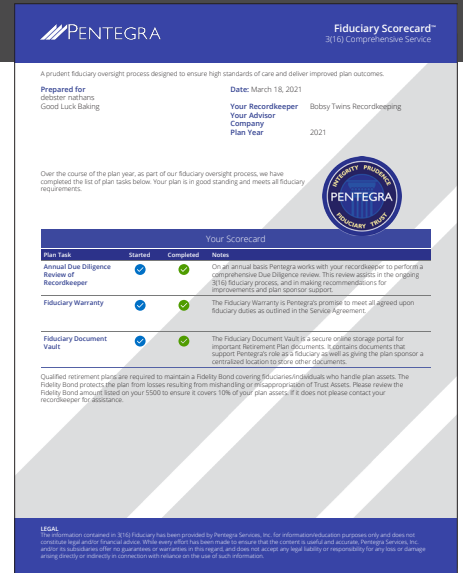 PENTEGRA
Fiduciary Scorecard™
3(16) Comprehensive Service
A prudent fiduciary oversight process designed to ensure high standards of care and deliver improved plan outcomes.
Prepared for
debster nathans
Good Luck Baking
Date: March 18, 2021
Your Recordkeeper Bobsy Twins Recordkeeping
Your Advisor
Company
Plan Year 2021
Over the course of the plan year, as part of our fiduciary oversight process, we have
completed the list of plan tasks below. Your plan is in good standing and meets all fiduciary
requirements.
INTEGRITY PRUDENCE
PENTEGRA
FIDUCIARY TRUST
Your Scorecard
Plan Task Started Completed Notes
Annual Due Diligence
Review of
Recordkeeper
On an annual basis Pentegra works with your recordkeeper to perform a
comprehensive Due Diligence review. This review assists in the ongoing
3(16) fiduciary process, and in making recommendations for
improvements and plan sponsor support.
Fiduciary Warranty
The Fiduciary Warranty is Pentegra's promise to meet all agreed upon
fiduciary duties as outlined in the Service Agreement.
Fiduciary Document
Vault
The Fiduciary Document Vault is a secure online storage portal for
important Retirement Plan documents. It contains documents that
support Pentegra's role as a fiduciary as well as giving the plan sponsor a
centralized location to store other documents.
Qualified retirement plans are required to maintain a Fidelity Bond covering fiduciaries/individuals who handle plan assets. The
Fidelity Bond protects the plan from losses resulting from mishandling or misappropriation of Trust Assets. Please review the
Fidelity Bond amount listed on your 5500 to ensure it covers 10% of your plan assets. If it does not please contact your
recordkeeper for assistance.
LEGAL
The information contained in 3(16) Fiduciary has been provided by Pentegra Services, Inc. for information/education purposes only and does not
constitute legal and/or financial advice. While every effort has been made to ensure that the content is useful and accurate, Pentegra Services, Inc.
and/or its subsidiaries offer no guarantees or warranties in this regard, and does not accept any legal liability or responsibility for any loss or damage
arising directly or indirectly in connection with reliance on the use of such information.